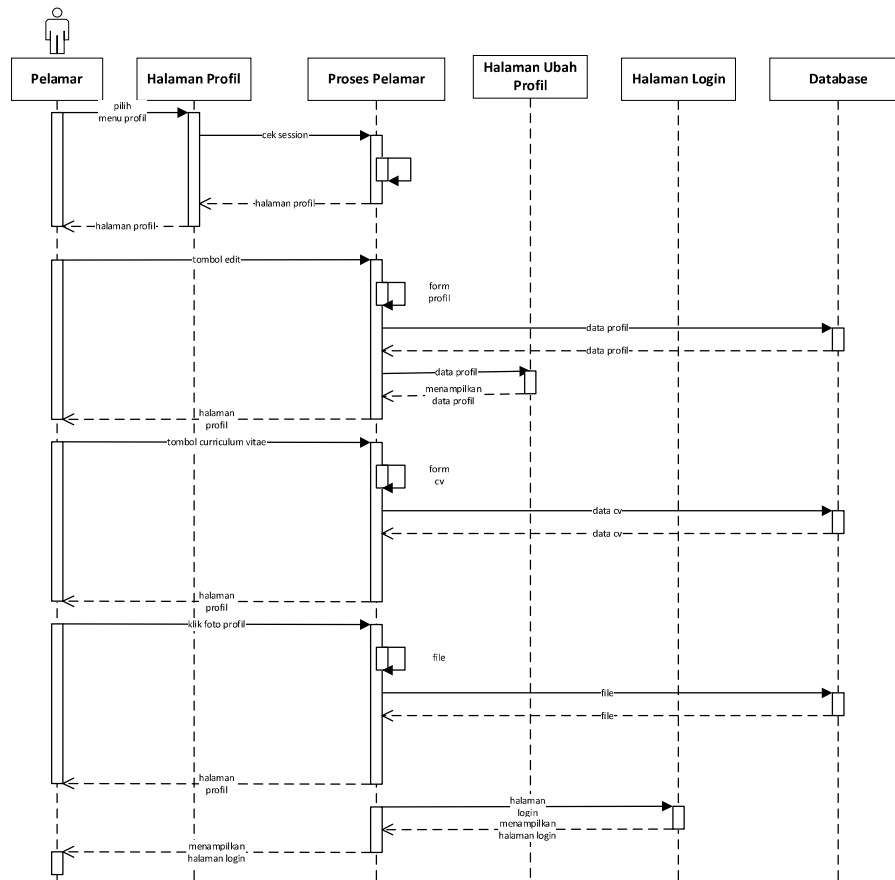 Pelamar
Halaman Profil
Proses Pelamar
Halaman Ubah
Profil
Halaman Login
Database
pilih
menu profil
cek session
halaman profil
halaman profil
tombol edit
form
profil
data profil
data profil
data profil
menampilkan
data profil
halaman
profil
tombol curriculum vitae
form
cv
data cv
data cv
halaman
profil
klik foto profil
file
file
file
halaman
profil
halaman
login
menampilkan
halaman login
menampilkan
halaman login